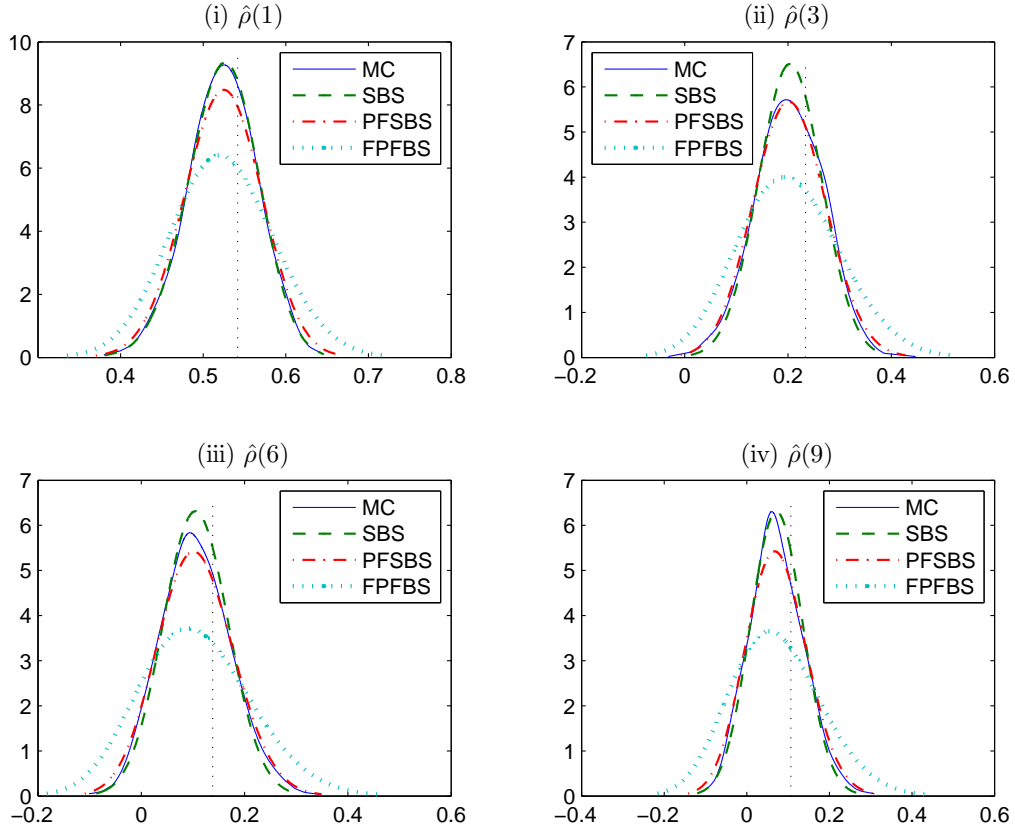 (i) ρ̂(1)
10
8
6
4
2
0
0.4 0.5 0.6 0.7 0.8
MC
SBS
PFSBS
FPFBS
(ii) ρ̂(3)
7
6
5
4
3
2
1
0
−0.2 0 0.2 0.4 0.6
MC
SBS
PFSBS
FPFBS
(iii) ρ̂(6)
7
6
5
4
3
2
1
0
−0.2 0 0.2 0.4 0.6
MC
SBS
PFSBS
FPFBS
(iv) ρ̂(9)
7
6
5
4
3
2
1
0
−0.4 −0.2 0 0.2 0.4 0.6
MC
SBS
PFSBS
FPFBS